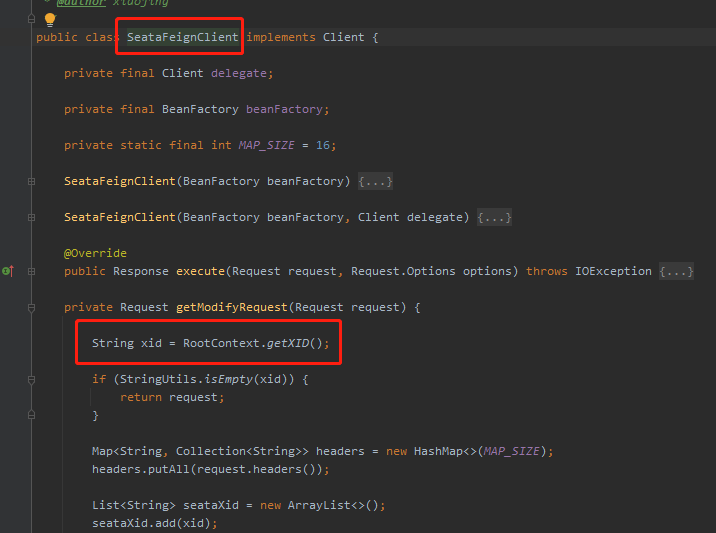 * @author xiaojing
public class SeataFeignClient implements Client {
private final Client delegate;
private final BeanFactory beanFactory;
private static final int MAP_SIZE = 16;
SeataFeignClient(BeanFactory beanFactory) {...}
SeataFeignClient(BeanFactory beanFactory, Client delegate) {...}
@Override
public Response execute(Request request, Request.Options options) throws IOException {...}
private Request getModifyRequest(Request request) {
String xid = RootContext.getXID();
if (StringUtils.isEmpty(xid)) {
return request;
}
Map<String, Collection<String>> headers = new HashMap<>(MAP_SIZE);
headers.putAll(request.headers());
List<String> seataXid = new ArrayList<>();
seataXid.add(xid);